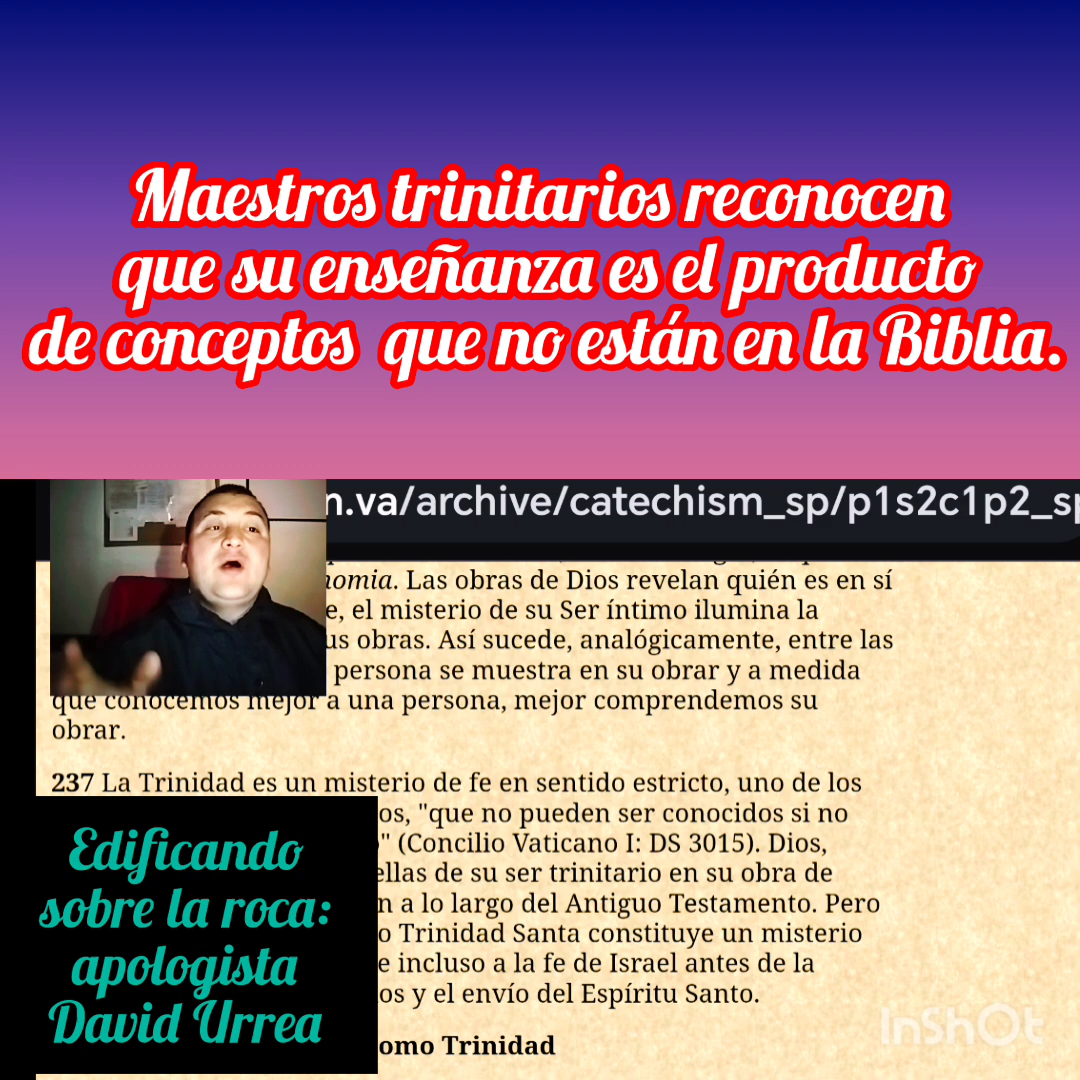 Maestros trinitarios reconocen
que su enseñanza es el producto
de conceptos que no están en la Biblia.
n.va/archive/catechism_sp/p1s2c1p2_sp
nomia. Las obras de Dios revelan quién es en sí
e, el misterio de su Ser íntimo ilumina la
us obras. Así sucede, analógicamente, entre las
persona se muestra en su obrar y a medida
que conocemos mejor a una persona, mejor comprendemos su
obrar.
237 La Trinidad es un misterio de fe en sentido estricto, uno de los
os, "que no pueden ser conocidos si no
" (Concilio Vaticano I: DS 3015). Dios,
ellas de su ser trinitario en su obra de
n a lo largo del Antiguo Testamento. Pero
o Trinidad Santa constituye un misterio
e incluso a la fe de Israel antes de la
os y el envío del Espíritu Santo.
omo Trinidad
Edificando
sobre la roca:
apologista
David Urrea
InShOt